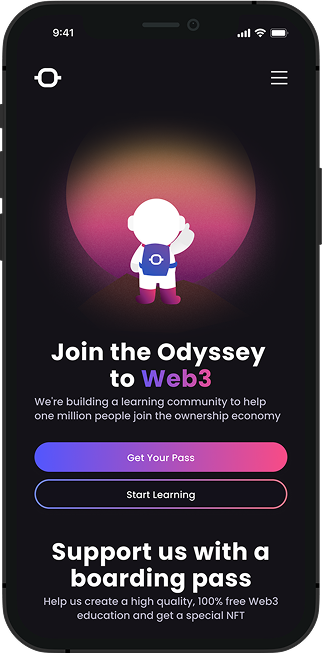 9:41
Join the Odyssey
to Web3
We're building a learning community to help
one million people join the ownership economy
Get Your Pass
Start Learning
Support us with a
boarding pass
Help us create a high quality, 100% free Web3
education and get a special NFT